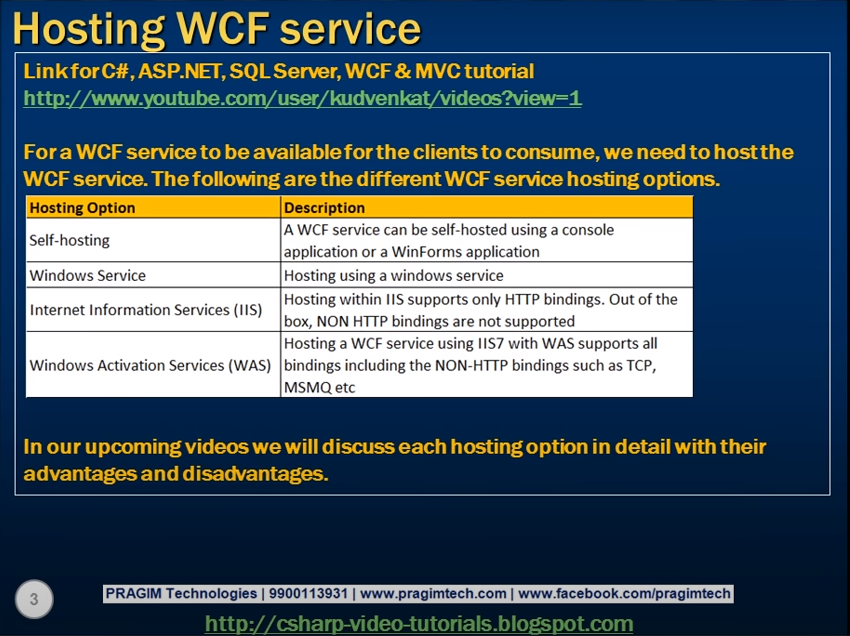 Hosting WCF service
Link for C#, ASP.NET, SQL Server, WCF & MVC tutorial
http://www.youtube.com/user/kudvenkat/videos?view=1
For a WCF service to be available for the clients to consume, we need to host the
WCF service. The following are the different WCF service hosting options.
Hosting Option Description
Self-hosting
A WCF service can be self-hosted using a console
application or a WinForms application
Windows Service Hosting using a windows service
Internet Information Services (IIS)
Hosting within IIS supports only HTTP bindings. Out of the
box, NON HTTP bindings are not supported
Windows Activation Services (WAS)
Hosting a WCF service using IIS7 with WAS supports all
bindings including the NON-HTTP bindings such as TCP,
MSMQ etc
In our upcoming videos we will discuss each hosting option in detail with their
advantages and disadvantages.
3
PRAGIM Technologies | 9900113931 | www.pragimtech.com | www.facebook.com/pragimtech
http://csharp-video-tutorials.blogspot.com